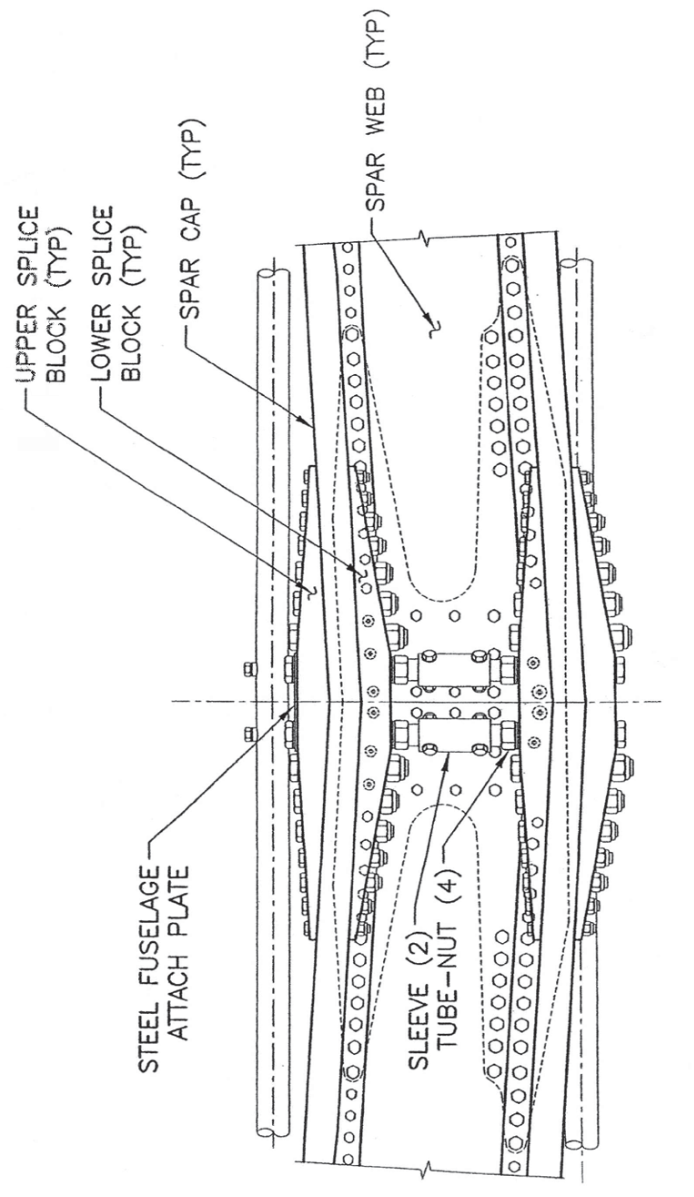 UPPER SPLICE
BLOCK (TYP)
LOWER SPLICE
BLOCK (TYP)
SPAR CAP (TYP)
SPAR WEB (TYP)
STEEL FUSELAGE
ATTACH PLATE
SLEEVE (2)
TUBE-NUT (4)